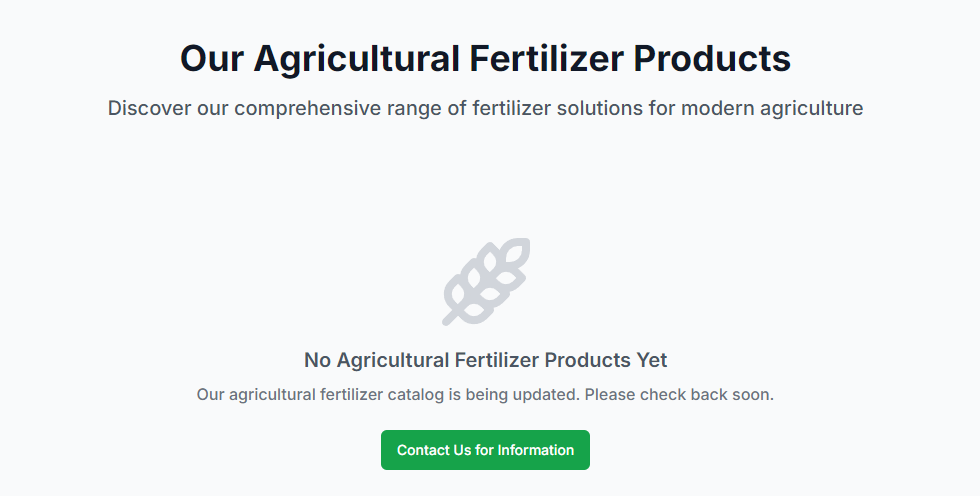 Our Agricultural Fertilizer Products
Discover our comprehensive range of fertilizer solutions for modern agriculture
No Agricultural Fertilizer Products Yet
Our agricultural fertilizer catalog is being updated. Please check back soon.
Contact Us for Information